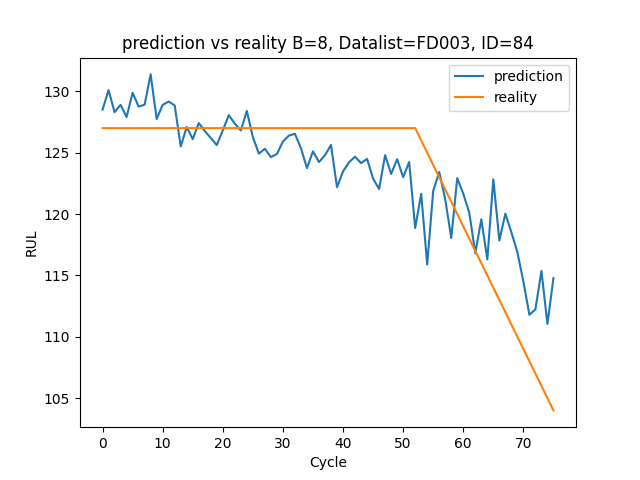 prediction vs reality B=8, Datalist=FD003, ID=84
prediction
reality
RUL
130
125
120
115
110
105
0 10 20 30 40 50 60 70
Cycle